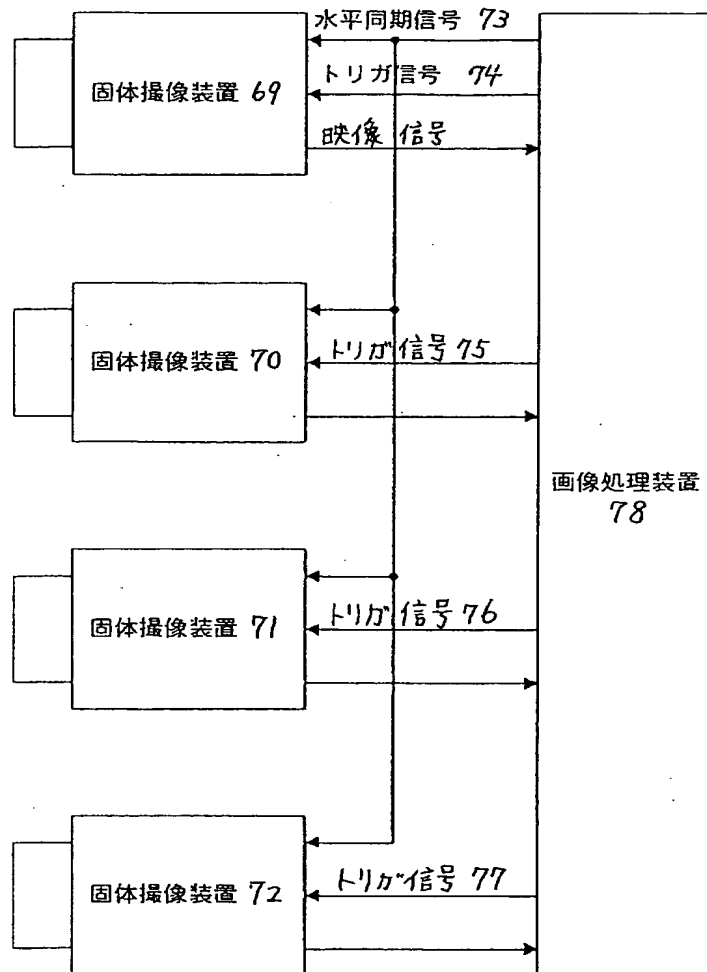 水平同期信号 73
固体撮像装置 69
トリガ信号 74
映像 信号
固体撮像装置 70
トリガ信号 75
画像処理装置
78
固体撮像装置 71
トリガ信号 76
固体撮像装置 72
トリガ信号 77